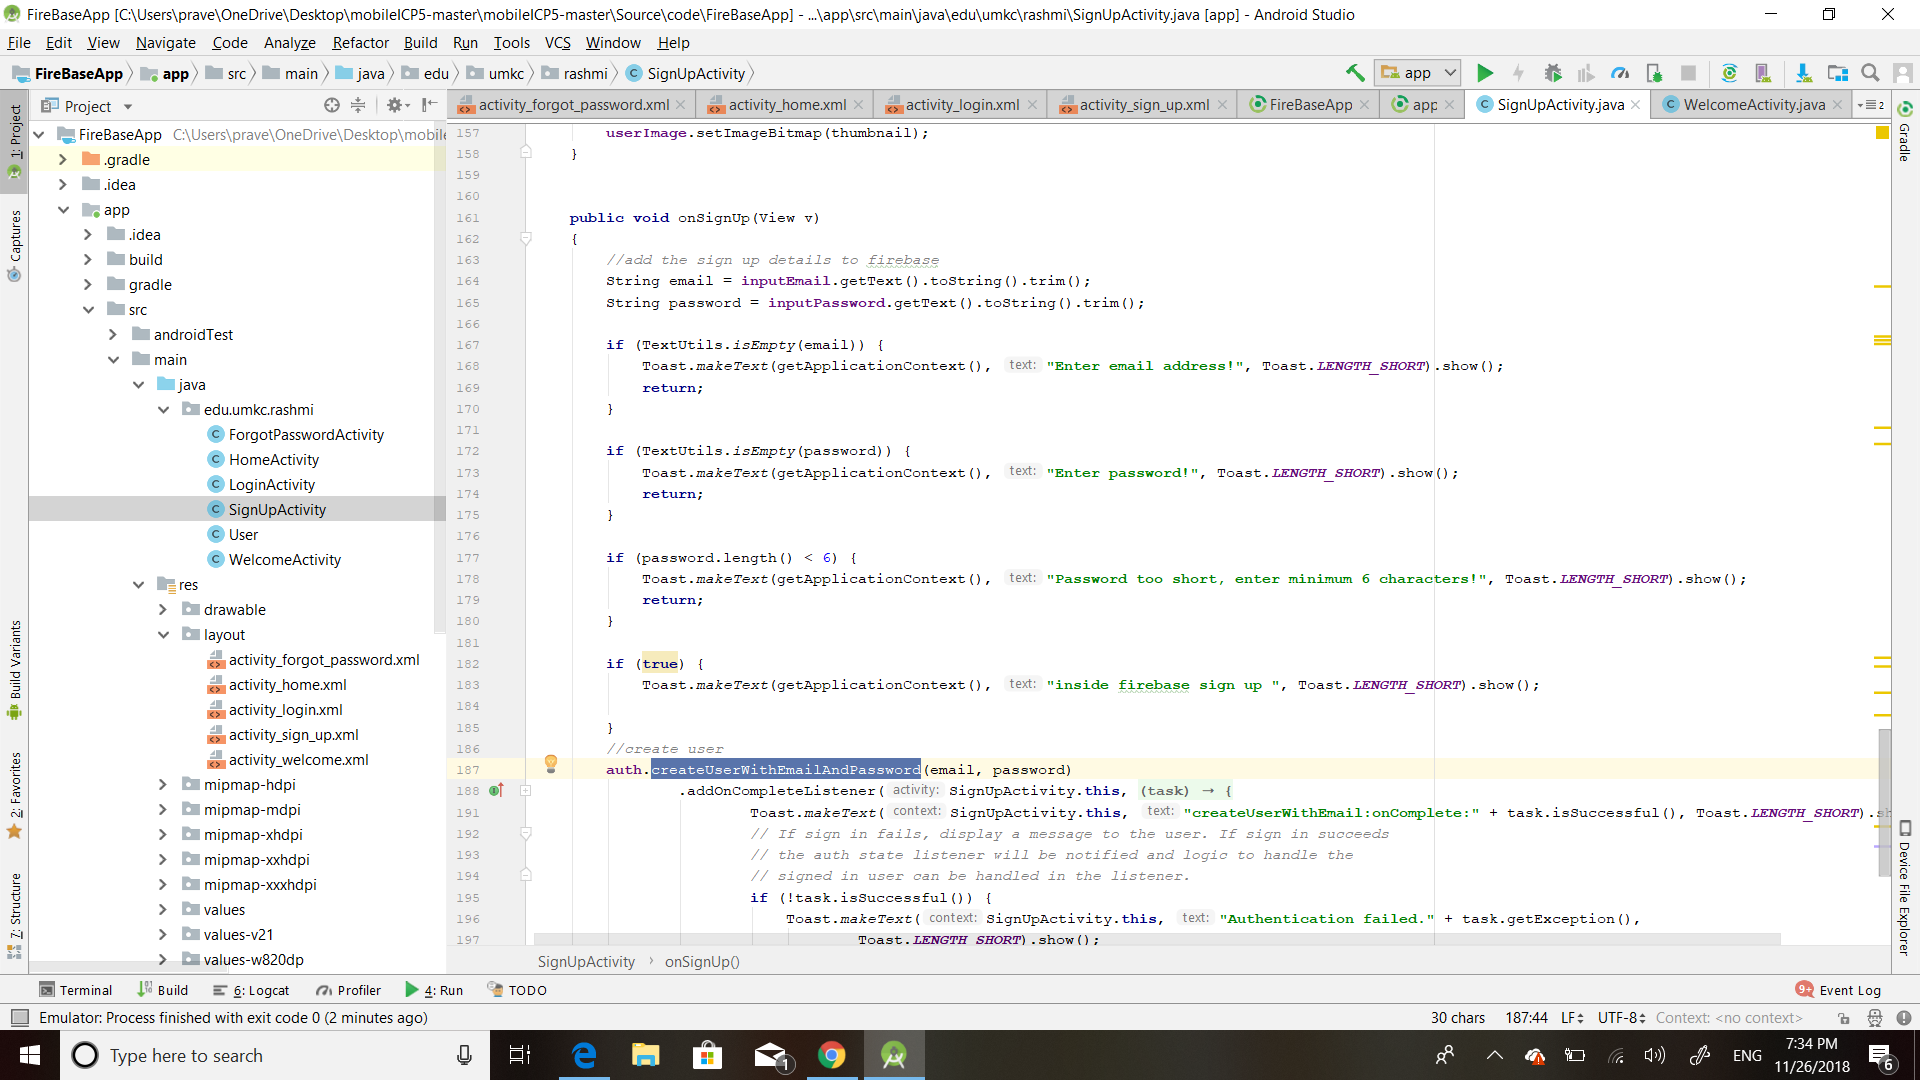 FireBaseApp [C:\Users\prave\OneDrive\Desktop\mobileICP5-master\mobileICP5-master\Source\code\FireBaseApp] - ...\app\src\main\java\edu\umkc\rashmi\SignUpActivity.java [app] - Android Studio
File Edit View Navigate Code Analyze Refactor Build Run Tools VCS Window Help
FireBaseApp app src main java edu umkc rashmi SignUpActivity app
Project
activity_forgot_password.xml activity_home.xml activity_login.xml activity_sign_up.xml FireBaseApp app SignUpActivity.java WelcomeActivity.java 2
1: Project
Captures
Build Variants
2: Favorites
7: Structure
FireBaseApp C:\Users\prave\OneDrive\Desktop\mobile
.gradle
.idea
app
.idea
build
gradle
src
androidTest
main
java
edu.umkc.rashmi
ForgotPasswordActivity
HomeActivity
LoginActivity
SignUpActivity
User
WelcomeActivity
res
drawable
layout
activity_forgot_password.xml
activity_home.xml
activity_login.xml
activity_sign_up.xml
activity_welcome.xml
mipmap-hdpi
mipmap-mdpi
mipmap-xhdpi
mipmap-xxhdpi
mipmap-xxxhdpi
values
values-v21
values-w820dp
157 userImage.setImageBitmap(thumbnail);
158 }
159
160
161 public void onSignUp(View v)
162 {
163 //add the sign up details to firebase
164 String email = inputEmail.getText().toString().trim();
165 String password = inputPassword.getText().toString().trim();
166
167 if (TextUtils.isEmpty(email)) {
168 Toast.makeText(getApplicationContext(), text: "Enter email address!", Toast.LENGTH_SHORT).show();
169 return;
170 }
171
172 if (TextUtils.isEmpty(password)) {
173 Toast.makeText(getApplicationContext(), text: "Enter password!", Toast.LENGTH_SHORT).show();
174 return;
175 }
176
177 if (password.length() < 6) {
178 Toast.makeText(getApplicationContext(), text: "Password too short, enter minimum 6 characters!", Toast.LENGTH_SHORT).show();
179 return;
180 }
181
182 if (true) {
183 Toast.makeText(getApplicationContext(), text: "inside firebase sign up ", Toast.LENGTH_SHORT).show();
184
185 }
186 //create user
187 auth.createUserWithEmailAndPassword(email, password)
188 .addOnCompleteListener( activity: SignUpActivity.this, (task) → {
191 Toast.makeText( context: SignUpActivity.this, text: "createUserWithEmail:onComplete:" + task.isSuccessful(), Toast.LENGTH_SHORT).sh
192 // If sign in fails, display a message to the user. If sign in succeeds
193 // the auth state listener will be notified and logic to handle the
194 // signed in user can be handled in the listener.
195 if (!task.isSuccessful()) {
196 Toast.makeText( context: SignUpActivity.this, text: "Authentication failed." + task.getException(),
197 Toast.LENGTH_SHORT).show();
SignUpActivity › onSignUp()
Gradle
Device File Explorer
Terminal Build 6: Logcat Profiler 4: Run TODO 9+ Event Log
Emulator: Process finished with exit code 0 (2 minutes ago) 30 chars 187:44 LF UTF-8 Context: <no context>
Type here to search 1 ENG 7:34 PM 11/26/2018 6